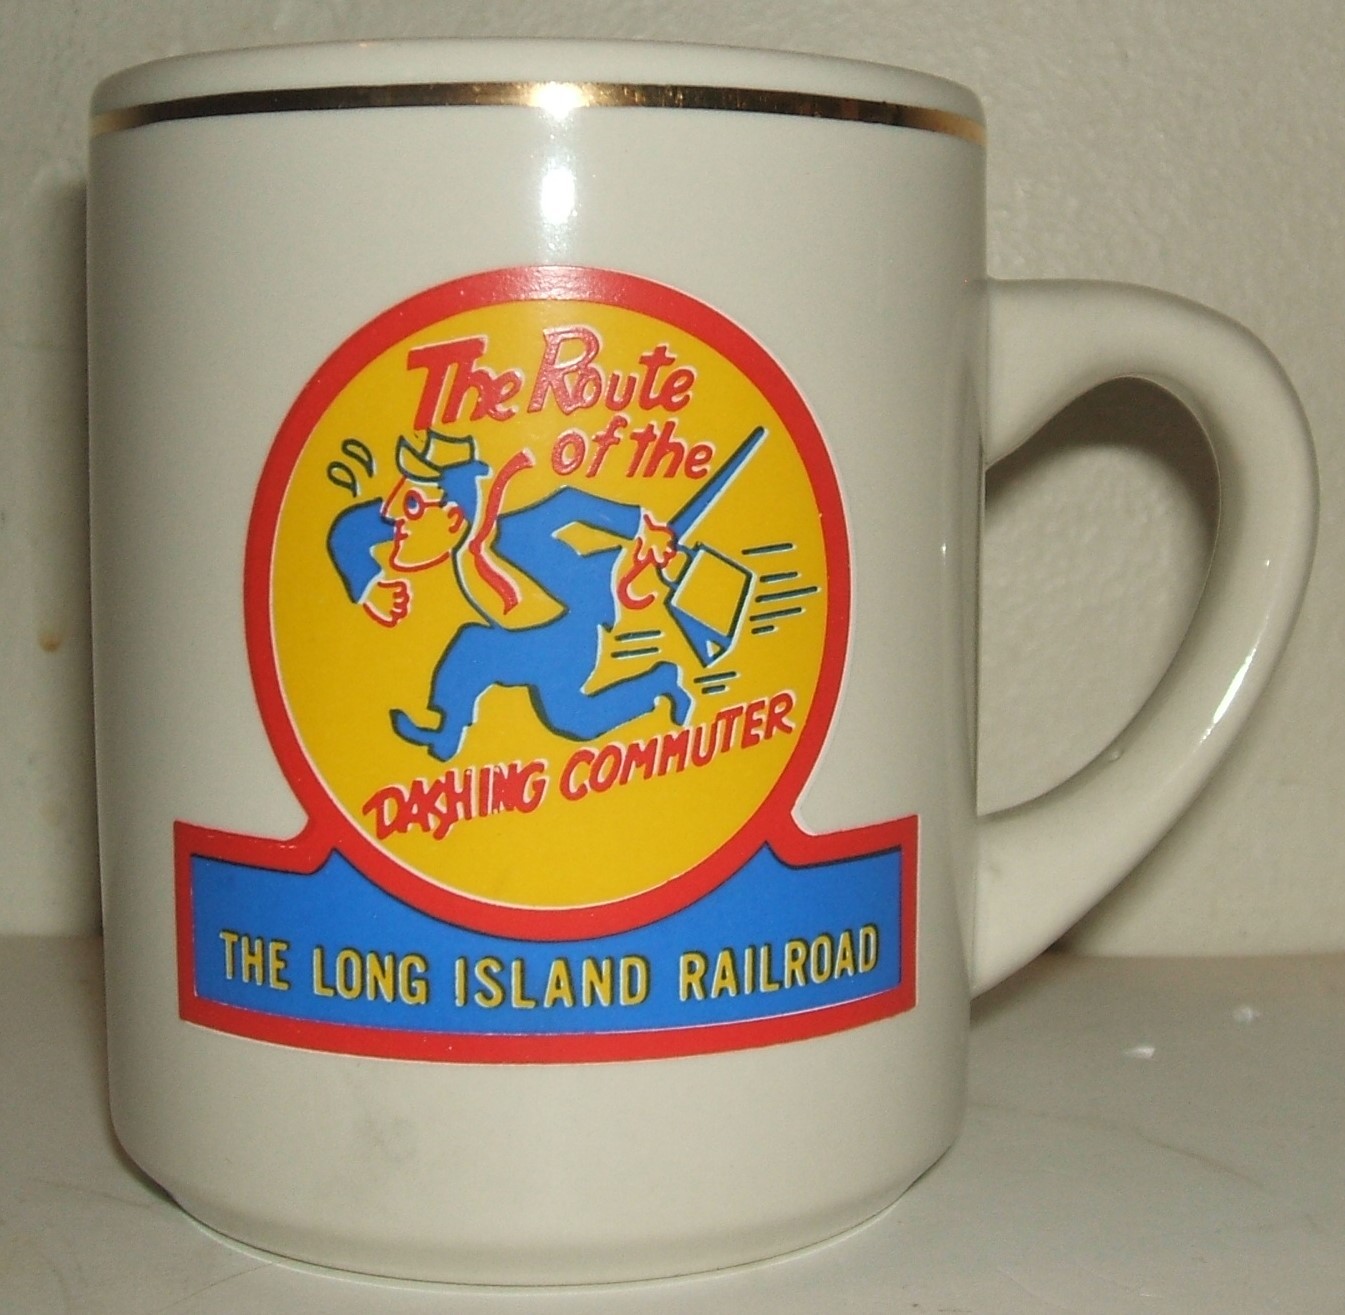 The Route
of the
DASHING COMMUTER
THE LONG ISLAND RAILROAD